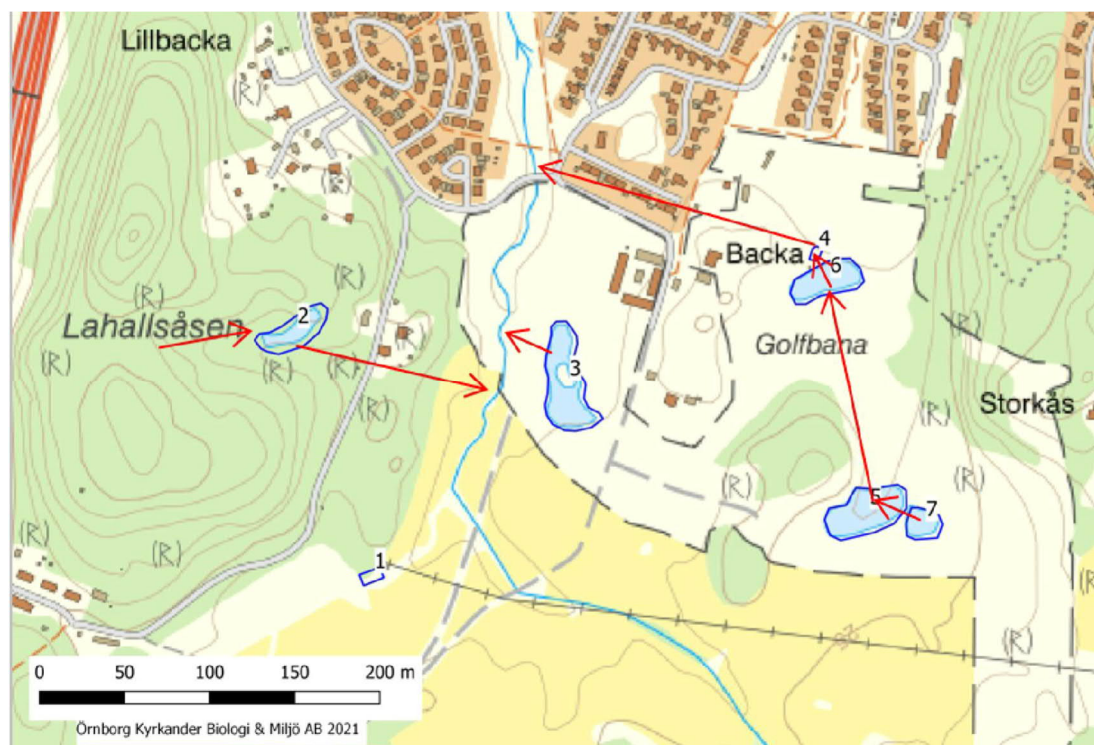 Lillbacka
(R)
(R)
4
Backa
6
(R)
(R)
2
Lahallsåsen
(R)
(R)
(R)
(R)
(R)
3
Golfbana
(R)
Storkås
(R)
(R)
(R)
(R)
5
7
(R)
(R)
1
(R)
(R)
0 50 100 150 200 m
Örnborg Kyrkander Biologi & Miljö AB 2021